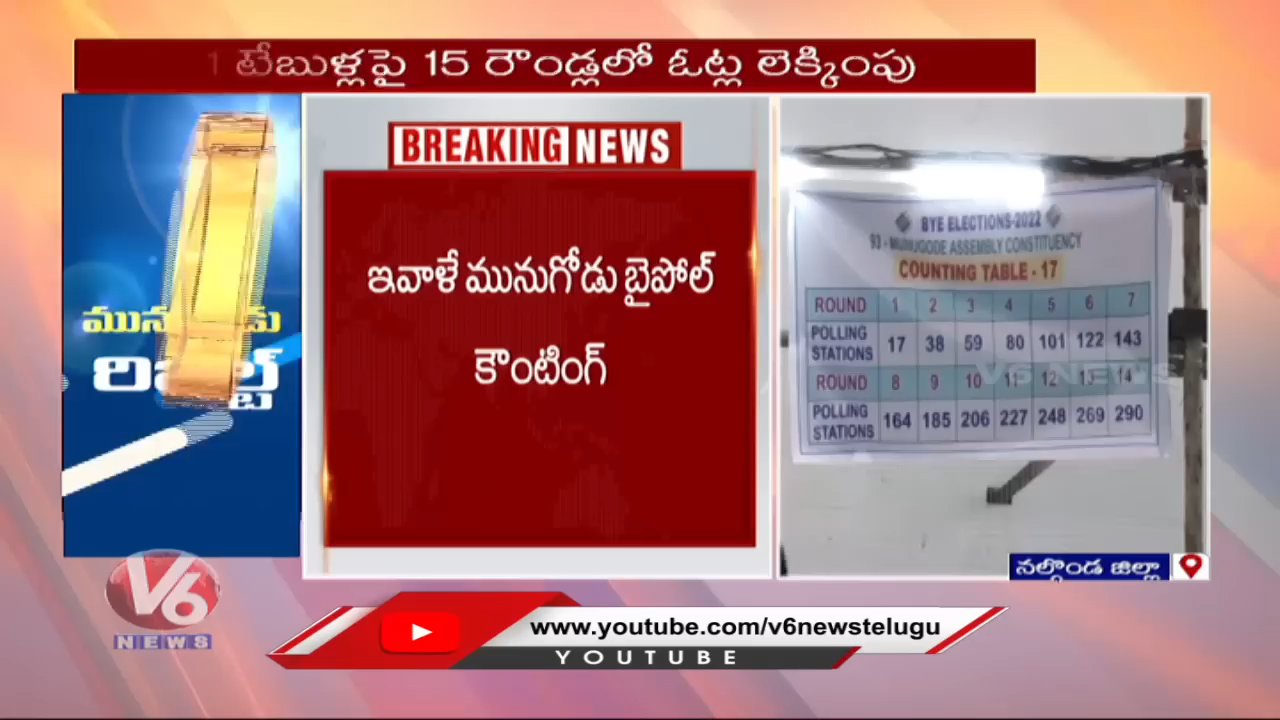 1 టేబుళ్లపై 15 రౌండ్లలో ఓట్ల లెక్కింపు
BREAKING NEWS
ఇవాళే మునుగోడు బైపోల్
కౌంటింగ్
BYE ELECTIONS-2022
93 - MUNUGODE ASSEMBLY CONSTITUENCY
COUNTING TABLE - 17
ROUND 1 2 3 4 5 6 7
POLLING STATIONS 17 38 59 80 101 122 143
ROUND 8 9 10 11 12 13 14
POLLING STATIONS 164 185 206 227 248 269 290
V6 NEWS
నల్గొండ జిల్లా
V6
NEWS
www.youtube.com/v6newstelugu
YOUTUBE